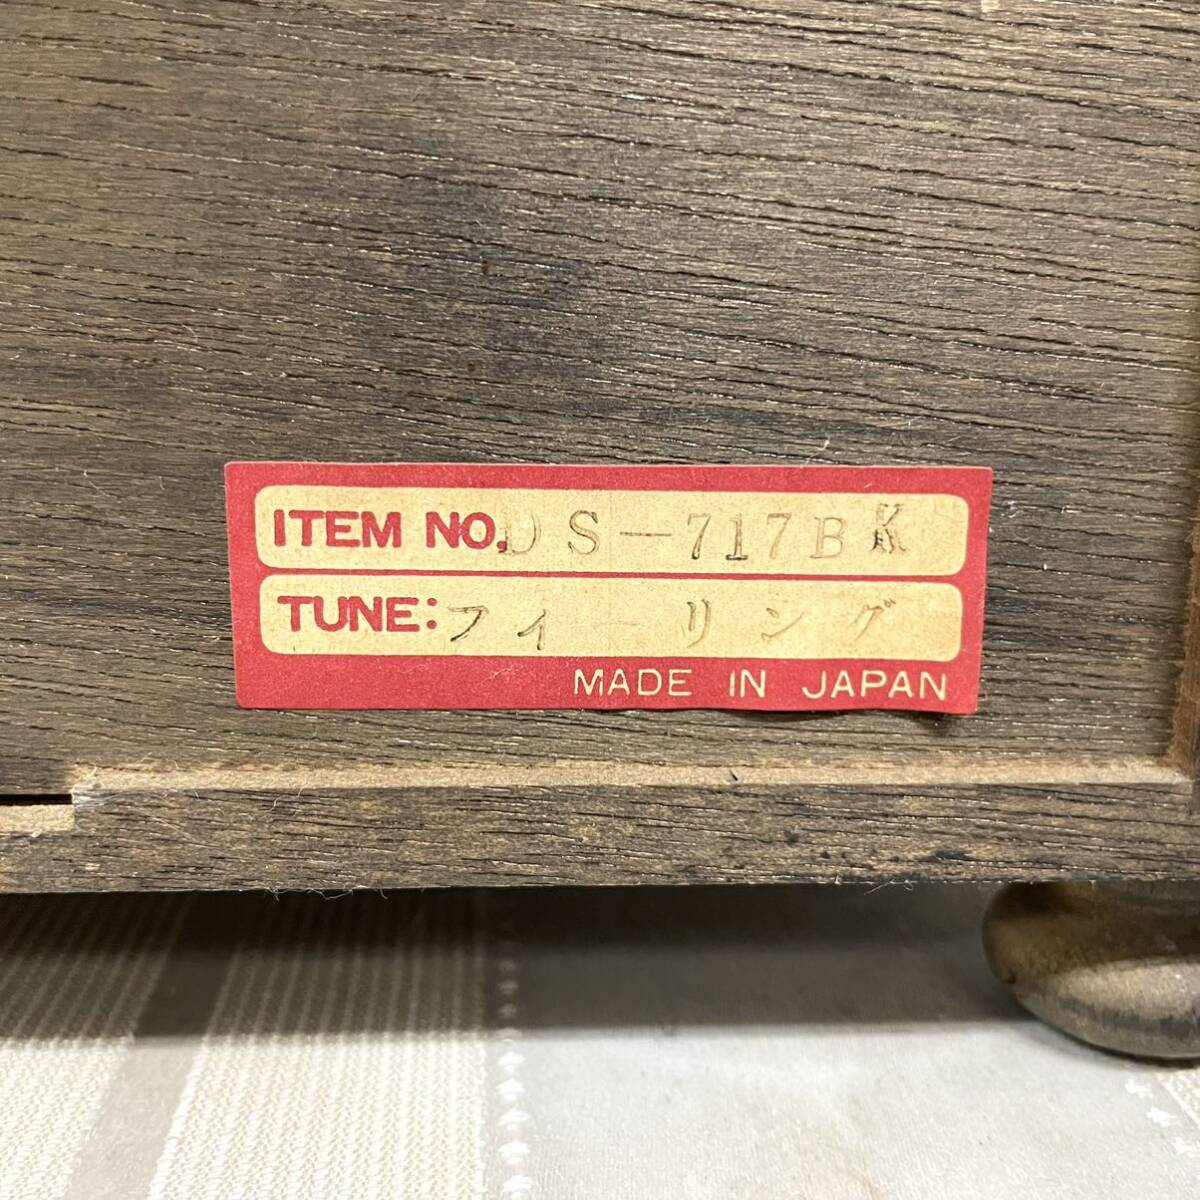 ITEM NO. DS-717BK
TUNE: フィーリング
MADE IN JAPAN